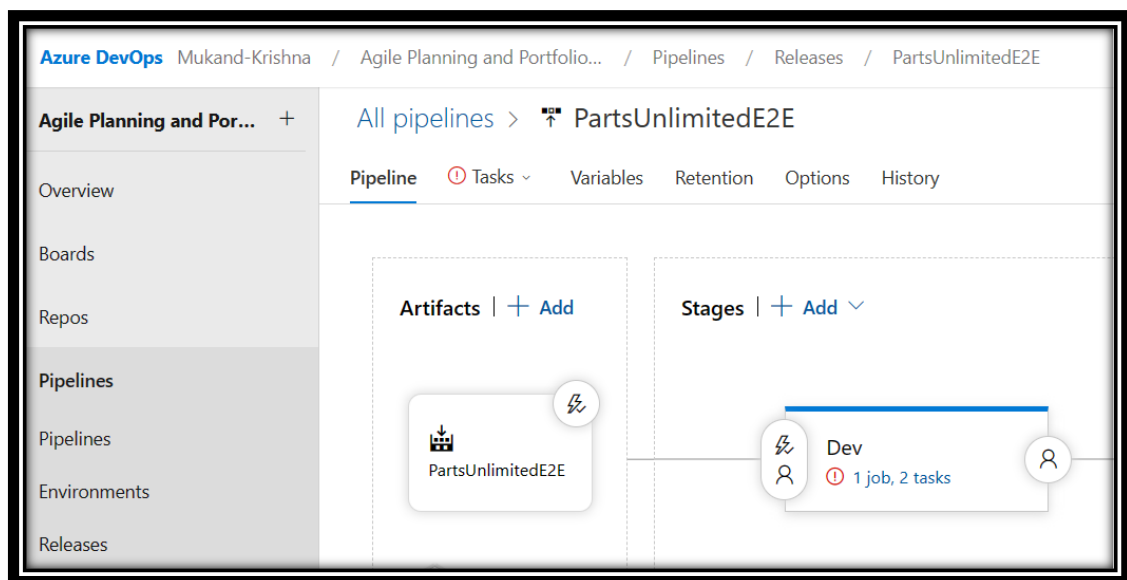 Azure DevOps Mukand-Krishna / Agile Planning and Portfolio... / Pipelines / Releases / PartsUnlimitedE2E
Agile Planning and Por... +
Overview
Boards
Repos
Pipelines
Pipelines
Environments
Releases
All pipelines > PartsUnlimitedE2E
Pipeline Tasks Variables Retention Options History
Artifacts | + Add
Stages | + Add
PartsUnlimitedE2E
Dev
1 job, 2 tasks